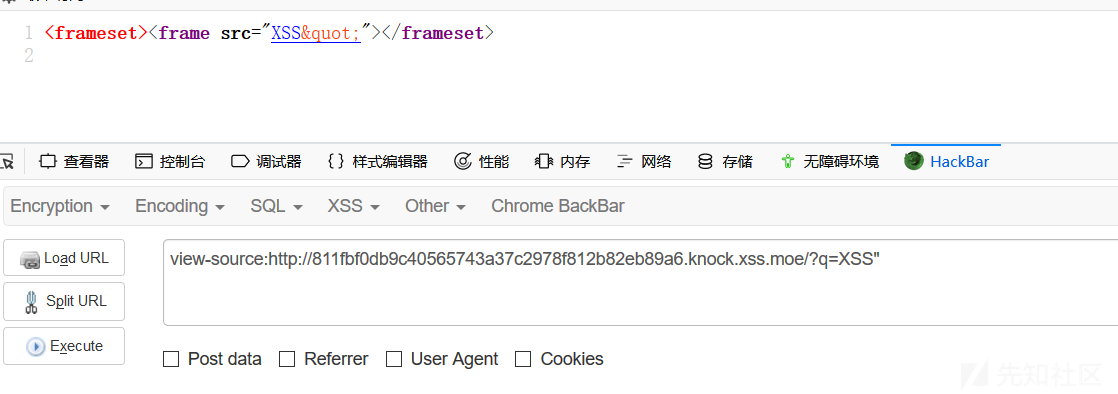 1 <frameset><frame src="XSS&quot;"></frameset>
2
查看器 控制台 调试器 {} 样式编辑器 性能 内存 网络 存储 无障碍环境 HackBar
Encryption Encoding SQL XSS Other Chrome BackBar
Load URL
view-source:http://811fbf0db9c40565743a37c2978f812b82eb89a6.knock.xss.moe/?q=XSS"
Split URL
Execute
Post data Referrer User Agent Cookies
先知社区